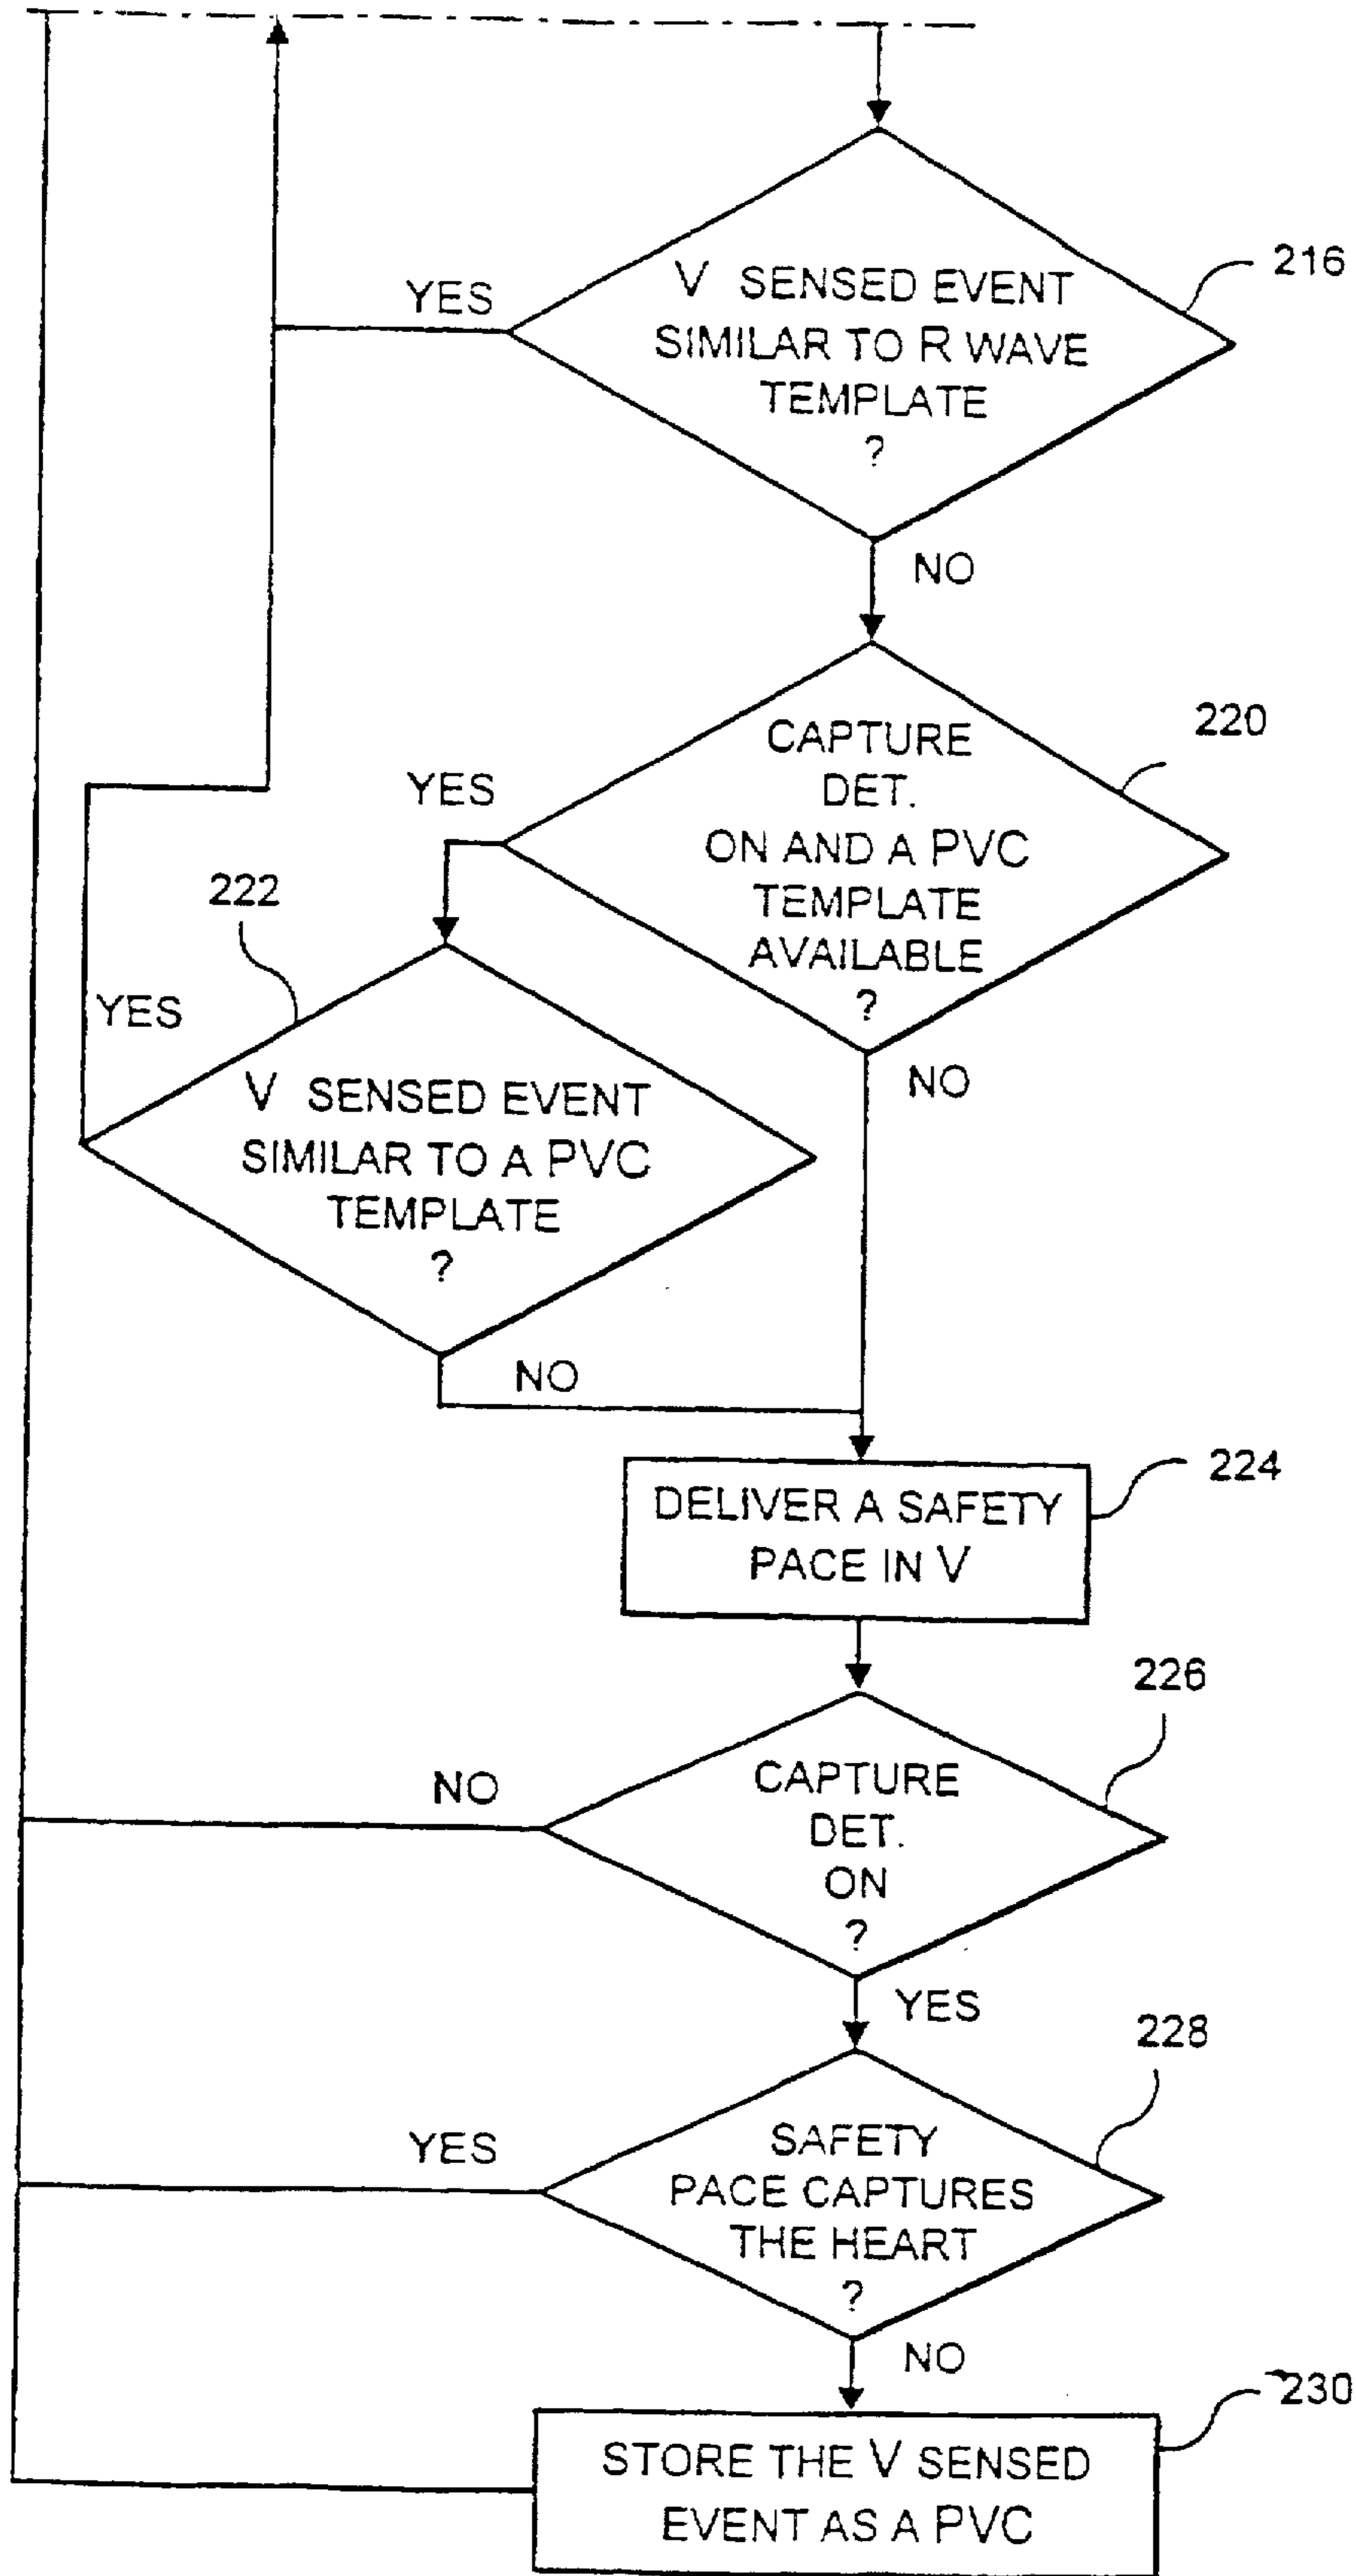 V SENSED EVENT
SIMILAR TO R WAVE
TEMPLATE
?
216
YES
NO
CAPTURE
DET.
ON AND A PVC
TEMPLATE
AVAILABLE
?
220
YES
NO
222
V SENSED EVENT
SIMILAR TO A PVC
TEMPLATE
?
YES
NO
DELIVER A SAFETY
PACE IN V
224
CAPTURE
DET.
ON
?
226
NO
YES
SAFETY
PACE CAPTURES
THE HEART
?
228
YES
NO
STORE THE V SENSED
EVENT AS A PVC
230